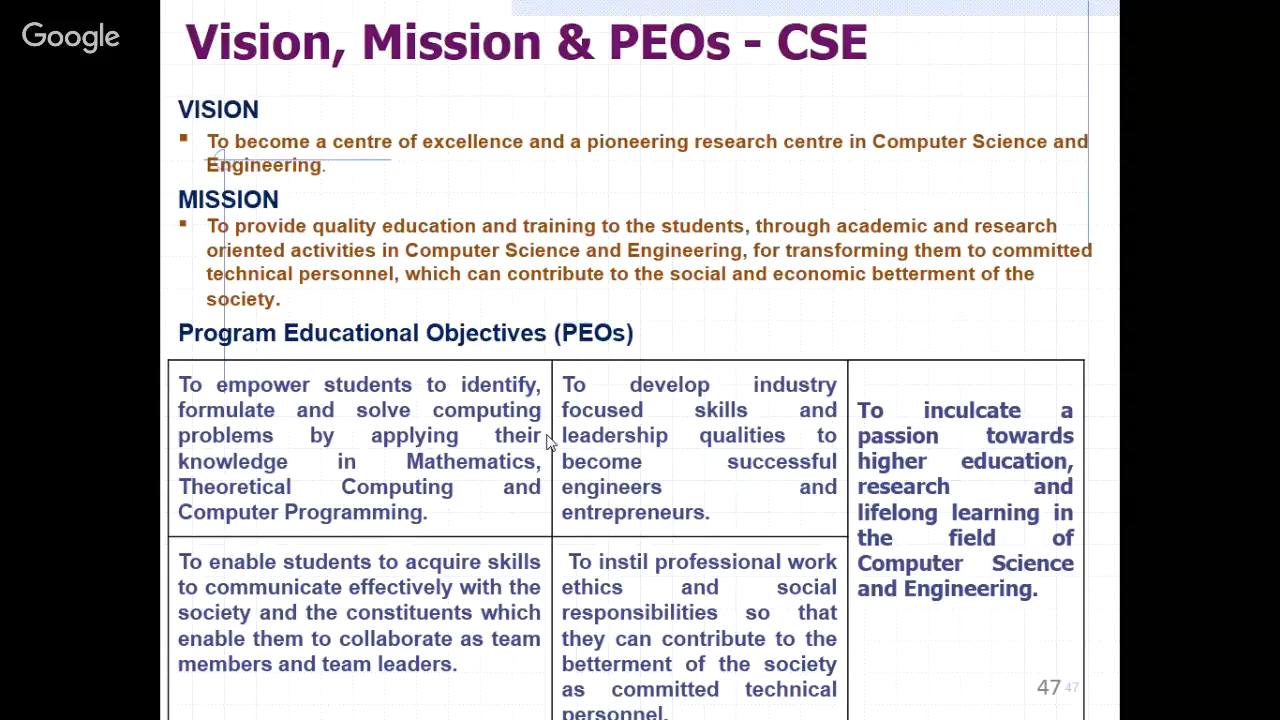 Google
Vision, Mission & PEOs - CSE
VISION
To become a centre of excellence and a pioneering research centre in Computer Science and
Engineering.
MISSION
To provide quality education and training to the students, through academic and research
oriented activities in Computer Science and Engineering, for transforming them to committed
technical personnel, which can contribute to the social and economic betterment of the
society.
Program Educational Objectives (PEOs)
To empower students to identify,
formulate and solve computing
problems by applying their
knowledge in Mathematics,
Theoretical Computing and
Computer Programming.
To develop industry
focused skills and
leadership qualities to
become successful
engineers and
entrepreneurs.
To inculcate a
passion towards
higher education,
research and
lifelong learning in
the field of
Computer Science
and Engineering.
To enable students to acquire skills
to communicate effectively with the
society and the constituents which
enable them to collaborate as team
members and team leaders.
To instil professional work
ethics and social
responsibilities so that
they can contribute to the
betterment of the society
as committed technical
personnel.
47 47